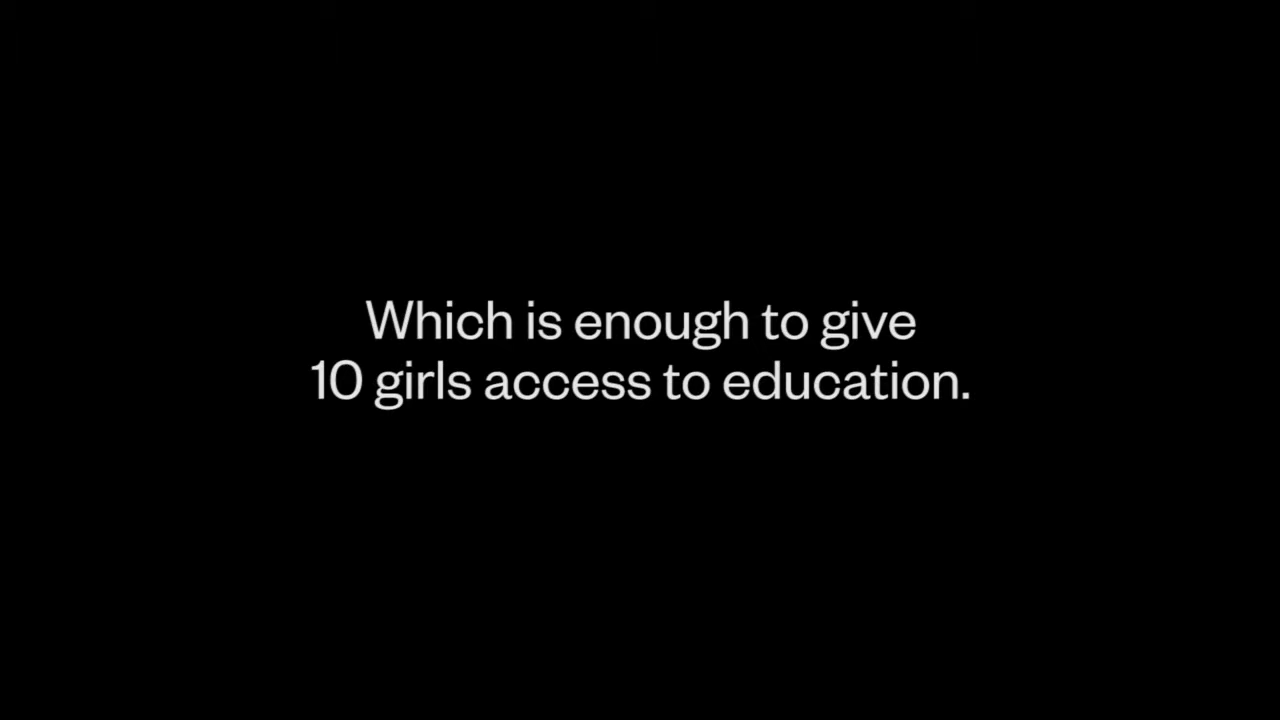 Which is enough to give
10 girls access to education.